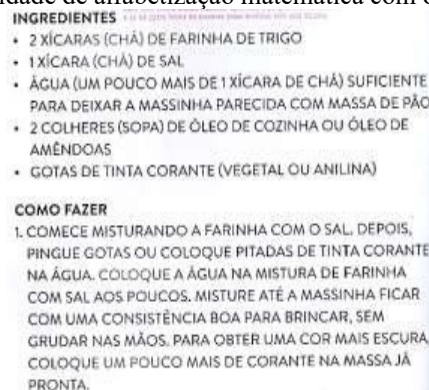 dade de alfabetização matemática com o
INGREDIENTES
• 2 XÍCARAS (CHÁ) DE FARINHA DE TRIGO
• 1 XÍCARA (CHÁ) DE SAL
• ÁGUA (UM POUCO MAIS DE 1 XÍCARA DE CHÁ) SUFICIENTE
PARA DEIXAR A MASSINHA PARECIDA COM MASSA DE PÃO
• 2 COLHERES (SOPA) DE ÓLEO DE COZINHA OU ÓLEO DE
AMÊNDOAS
• GOTAS DE TINTA CORANTE (VEGETAL OU ANILINA)
COMO FAZER
1. COMECE MISTURANDO A FARINHA COM O SAL. DEPOIS,
PINGUE GOTAS OU COLOQUE PITADAS DE TINTA CORANTE
NA ÁGUA. COLOQUE A ÁGUA NA MISTURA DE FARINHA
COM SAL AOS POUCOS. MISTURE ATÉ A MASSINHA FICAR
COM UMA CONSISTÊNCIA BOA PARA BRINCAR, SEM
GRUDAR NAS MÃOS. PARA OBTER UMA COR MAIS ESCURA,
COLOQUE UM POUCO MAIS DE CORANTE NA MASSA JÁ
PRONTA.